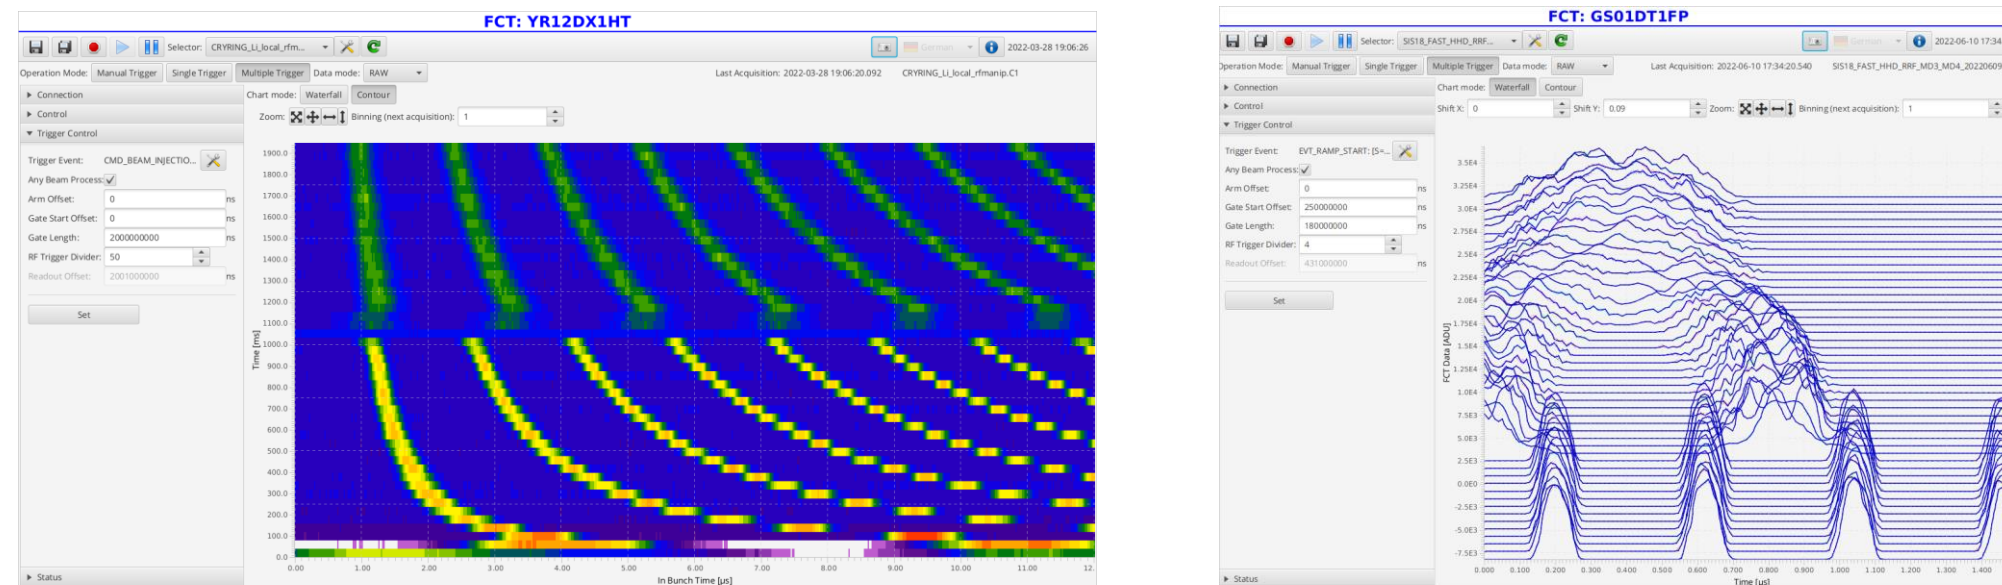 FCT: YR12DX1HT
Selector: CRYRING_Li_local_rfm... German 2022-03-28 19:06:26
Operation Mode: Manual Trigger Single Trigger Multiple Trigger Data mode: RAW Last Acquisition: 2022-03-28 19:06:20.092 CRYRING_Li_local_rfmanip.C1
Connection
Control
Trigger Control
Trigger Event: CMD_BEAM_INJECTIO...
Any Beam Process:
Arm Offset: 0 ns
Gate Start Offset: 0 ns
Gate Length: 2000000000 ns
RF Trigger Divider: 50
Readout Offset: 2001000000 ns
Set
Status
Chart mode: Waterfall Contour
Zoom: Binning (next acquisition): 1
Time [ms]
1900.0
1800.0
1700.0
1600.0
1500.0
1400.0
1300.0
1200.0
1100.0
1000.0
900.0
800.0
700.0
600.0
500.0
400.0
300.0
200.0
100.0
0.0
0.00 1.00 2.00 3.00 4.00 5.00 6.00 7.00 8.00 9.00 10.00 11.00 12.
In Bunch Time [µs]
FCT: GS01DT1FP
Selector: SIS18_FAST_HHD_RRF... German 2022-06-10 17:34
Operation Mode: Manual Trigger Single Trigger Multiple Trigger Data mode: RAW Last Acquisition: 2022-06-10 17:34:20.540 SIS18_FAST_HHD_RRF_MD3_MD4_20220609
Connection
Control
Trigger Control
Trigger Event: EVT_RAMP_START: [S=...
Any Beam Process:
Arm Offset: 0 ns
Gate Start Offset: 250000000 ns
Gate Length: 180000000 ns
RF Trigger Divider: 4
Readout Offset: 431000000 ns
Set
Status
Chart mode: Waterfall Contour
Shift X: 0 Shift Y: 0.09 Zoom: Binning (next acquisition): 1
FCT Data [ADU]
3.5E4
3.25E4
3.0E4
2.75E4
2.5E4
2.25E4
2.0E4
1.75E4
1.5E4
1.25E4
1.0E4
7.5E3
5.0E3
2.5E3
0.0E0
-2.5E3
-5.0E3
-7.5E3
0.000 0.100 0.200 0.300 0.400 0.500 0.600 0.700 0.800 0.900 1.000 1.100 1.200 1.300 1.400
Time [µs]